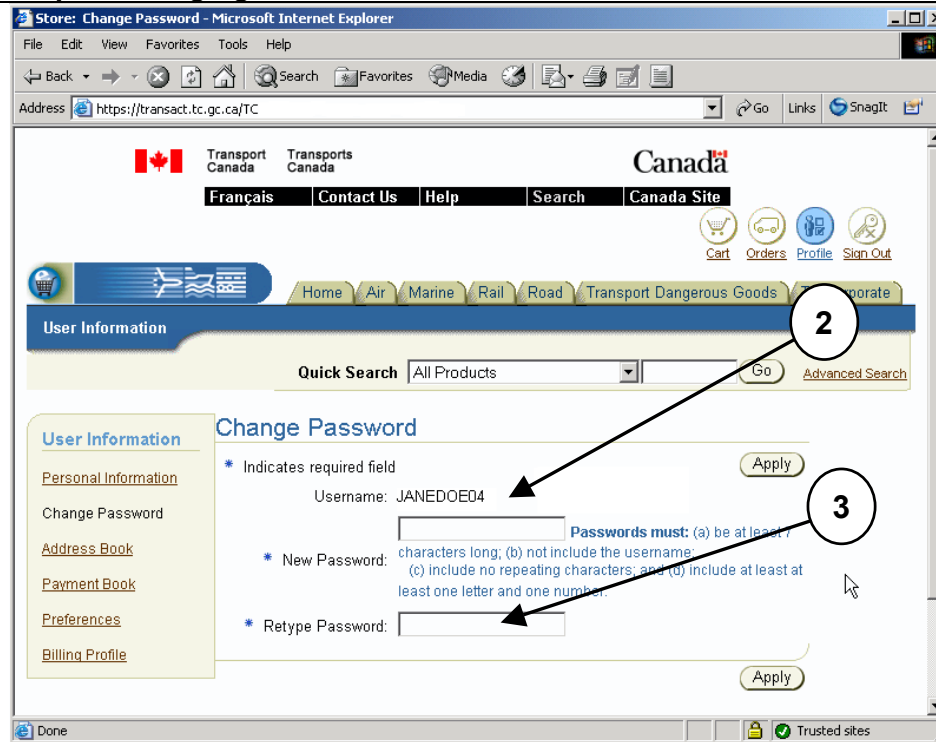 Store: Change Password - Microsoft Internet Explorer
File Edit View Favorites Tools Help
Back Search Favorites Media
Address https://transact.tc.gc.ca/TC Go Links SnagIt
Transport Canada Transports Canada Canada
Français Contact Us Help Search Canada Site
Cart Orders Profile Sign Out
Home Air Marine Rail Road Transport Dangerous Goods
User Information
2
Quick Search All Products Go Advanced Search
User Information
Personal Information
Change Password
Address Book
Payment Book
Preferences
Billing Profile
Change Password
* Indicates required field Apply
Username: JANEDOE04
3
Passwords must: (a) be at least 7
* New Password: characters long; (b) not include the username;
(c) include no repeating characters; and (d) include at least at
least one letter and one number.
* Retype Password:
Apply
Done Trusted sites